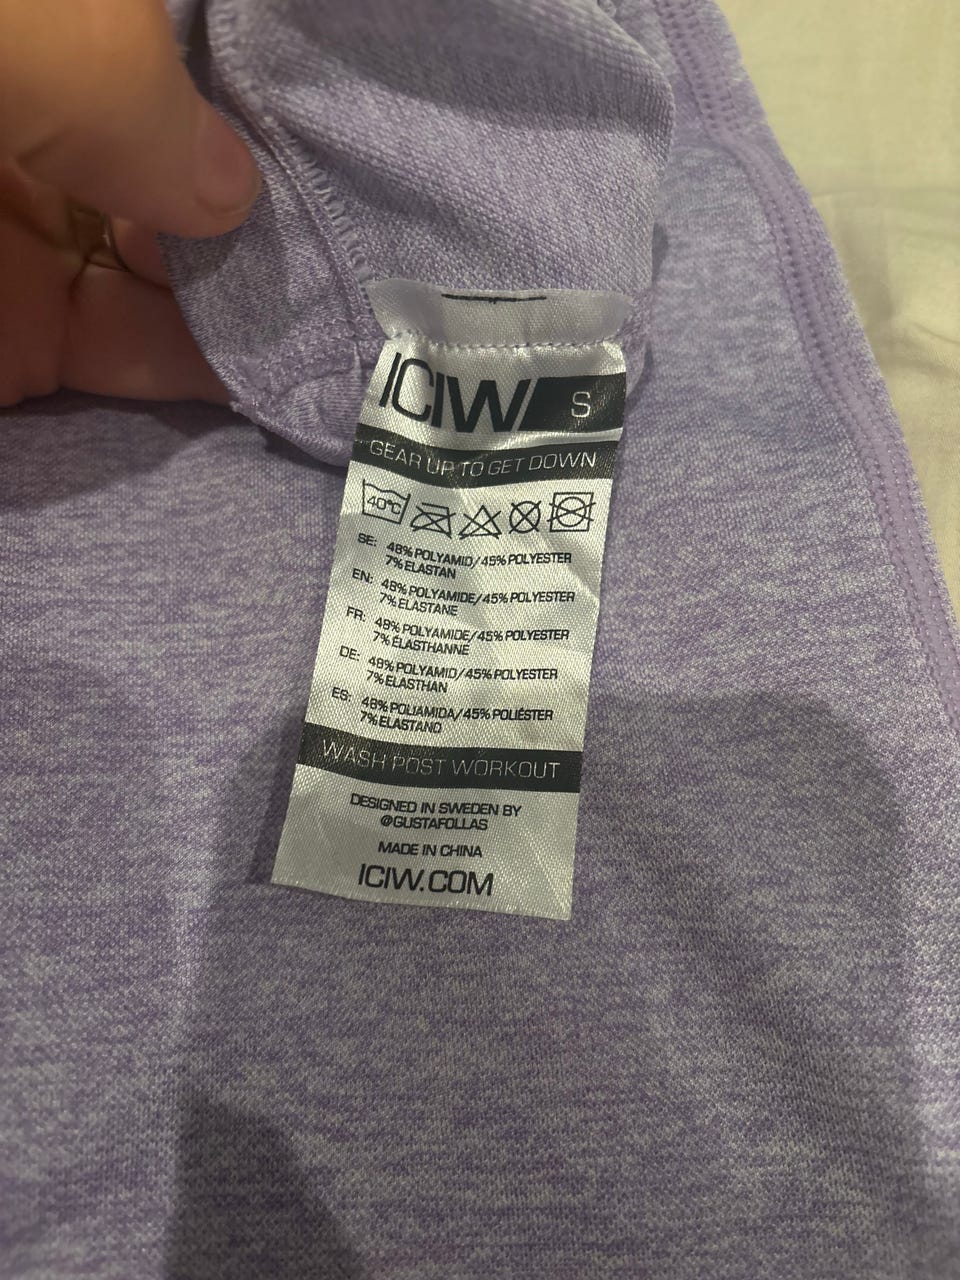 ICIW S
GEAR UP TO GET DOWN
40°C
SE: 48% POLYAMID/45% POLYESTER
7% ELASTAN
EN: 48% POLYAMIDE/45% POLYESTER
7% ELASTANE
FR: 48% POLYAMIDE/45% POLYESTER
7% ÉLASTHANNE
DE: 48% POLYAMID/45% POLYESTER
7% ELASTHAN
ES: 48% POLIAMIDA/45% POLIÉSTER
7% ELASTANO
WASH POST WORKOUT
DESIGNED IN SWEDEN BY
@GUSTAFOLLAS
MADE IN CHINA
ICIW.COM